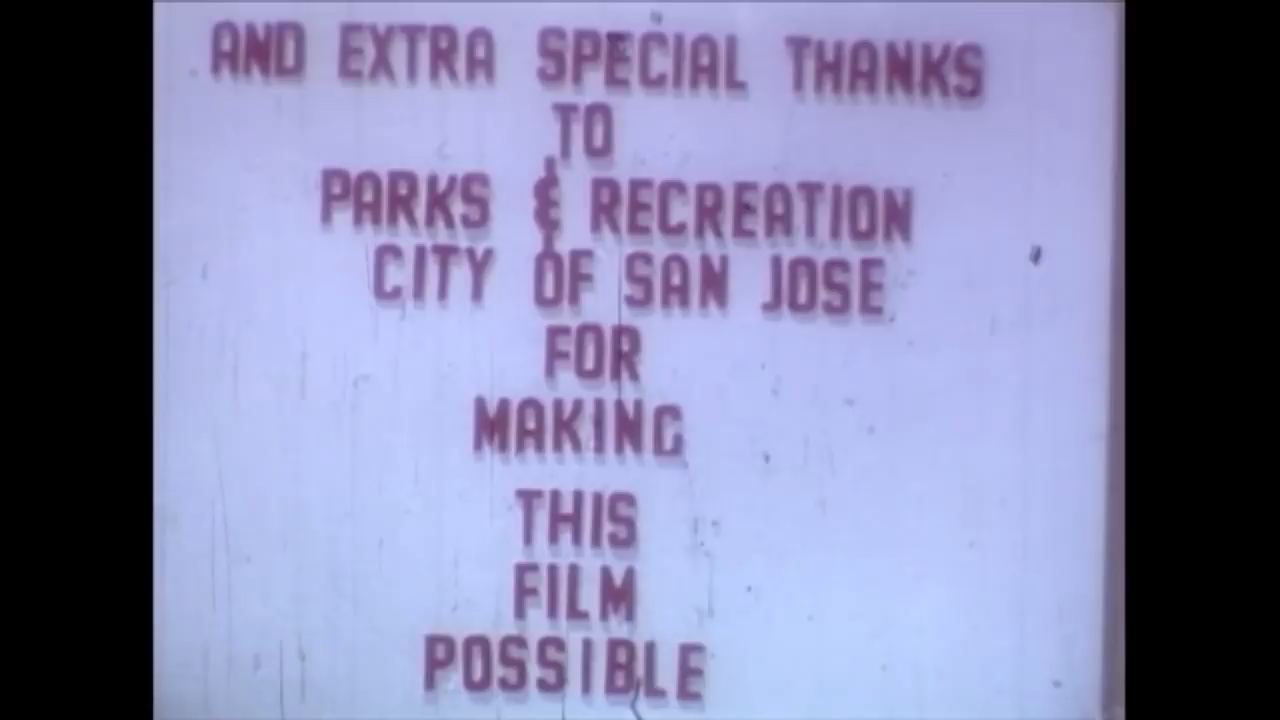 AND EXTRA SPECIAL THANKS
TO
PARKS & RECREATION
CITY OF SAN JOSE
FOR
MAKING
THIS
FILM
POSSIBLE